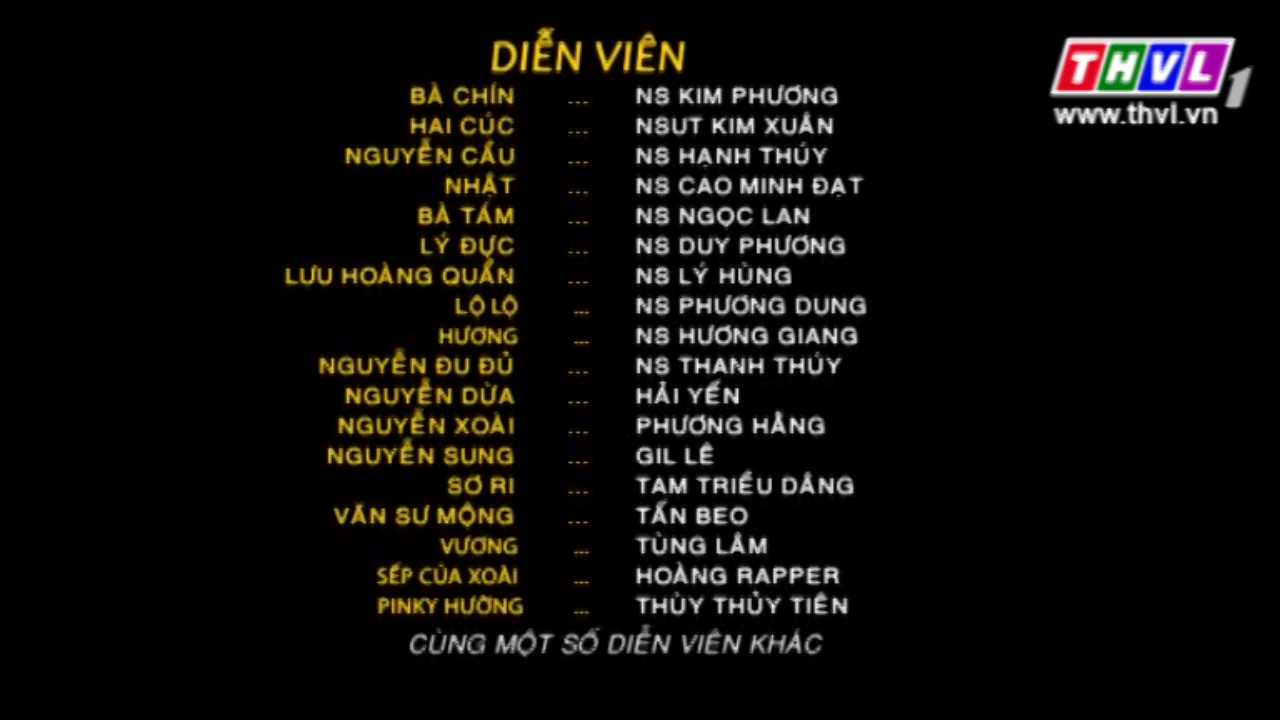 DIỄN VIÊN
BÀ CHÍN ... NS KIM PHƯƠNG
HAI CÚC ... NSUT KIM XUÂN
NGUYỄN CẦU ... NS HẠNH THÚY
NHẬT ... NS CAO MINH ĐẠT
BÀ TÁM ... NS NGỌC LAN
LÝ ĐỰC ... NS DUY PHƯƠNG
LƯU HOÀNG QUẨN ... NS LÝ HÙNG
LỘ LỘ ... NS PHƯƠNG DUNG
HƯƠNG ... NS HƯƠNG GIANG
NGUYỄN ĐU ĐỦ ... NS THANH THÚY
NGUYỄN DỪA ... HẢI YẾN
NGUYỄN XOÀI ... PHƯƠNG HẰNG
NGUYỄN SUNG ... GIL LÊ
SƠ RI ... TAM TRIỀU DÂNG
VĂN SƯ MỘNG ... TẤN BEO
VƯƠNG ... TÙNG LÂM
SẾP CỦA XOÀI ... HOÀNG RAPPER
PINKY HƯỜNG ... THÙY THỦY TIÊN
CÙNG MỘT SỐ DIỄN VIÊN KHÁC
THVL1
www.thvl.vn